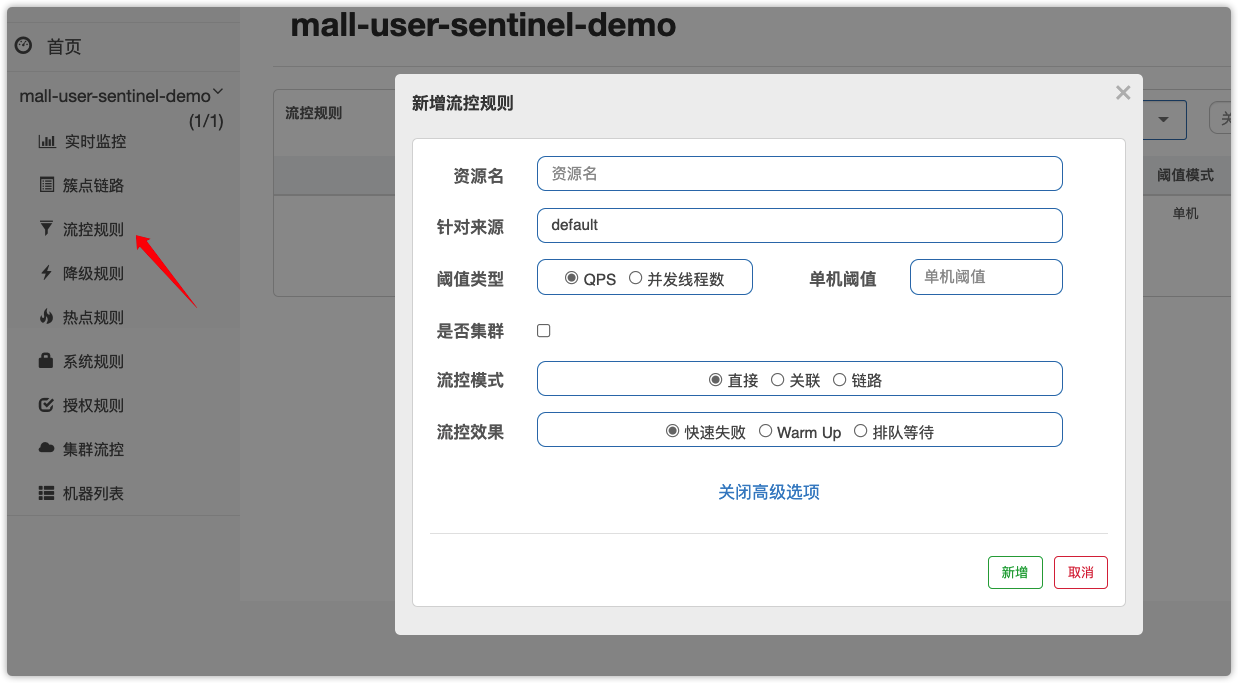 mall-user-sentinel-demo
首页
mall-user-sentinel-demo
(1/1)
实时监控
簇点链路
流控规则
降级规则
热点规则
系统规则
授权规则
集群流控
机器列表
流控规则
关
阈值模式
单机
新增流控规则
×
资源名 资源名
针对来源 default
阈值类型 QPS 并发线程数 单机阈值 单机阈值
是否集群
流控模式 直接 关联 链路
流控效果 快速失败 Warm Up 排队等待
关闭高级选项
新增 取消